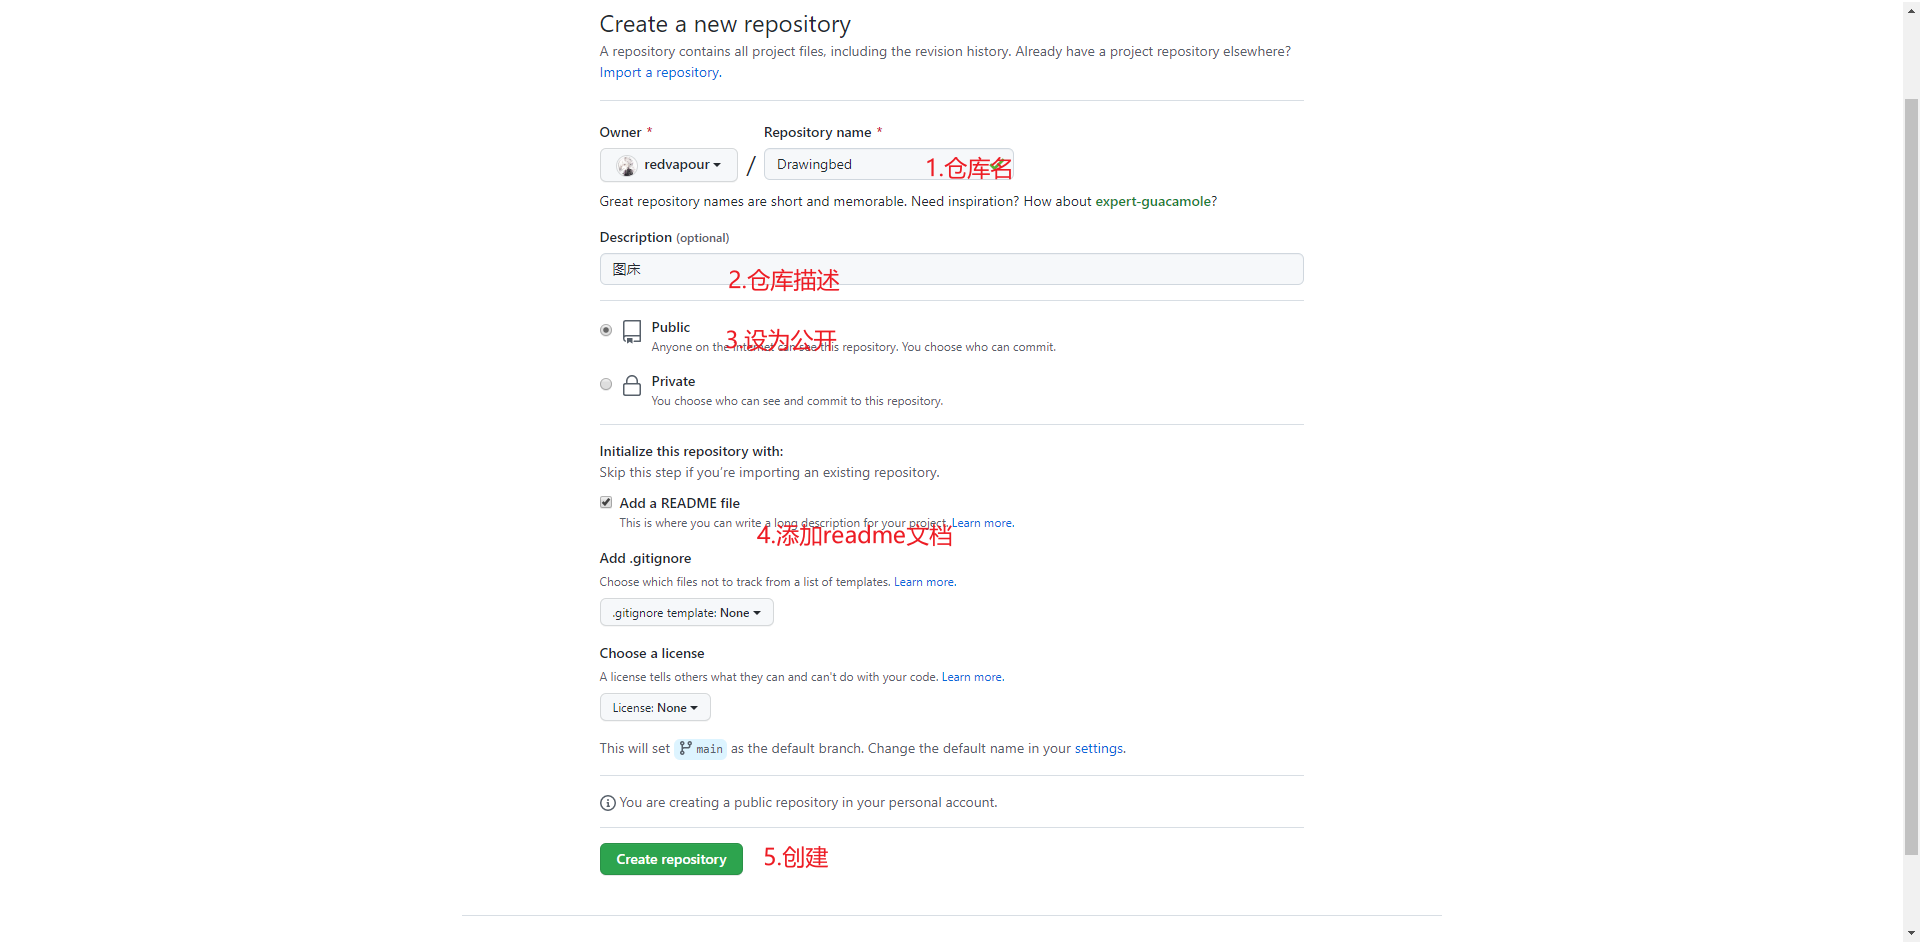 Create a new repository
A repository contains all project files, including the revision history. Already have a project repository elsewhere?
Import a repository.
Owner *
Repository name *
redvapour
/
Drawingbed
1.仓库名
Great repository names are short and memorable. Need inspiration? How about expert-guacamole?
Description (optional)
图床
2.仓库描述
Public
3.设为公开
Anyone on the internet can see this repository. You choose who can commit.
Private
You choose who can see and commit to this repository.
Initialize this repository with:
Skip this step if you're importing an existing repository.
Add a README file
This is where you can write a long description for your project. Learn more.
4.添加readme文档
Add .gitignore
Choose which files not to track from a list of templates. Learn more.
.gitignore template: None
Choose a license
A license tells others what they can and can't do with your code. Learn more.
License: None
This will set main as the default branch. Change the default name in your settings.
You are creating a public repository in your personal account.
Create repository
5.创建